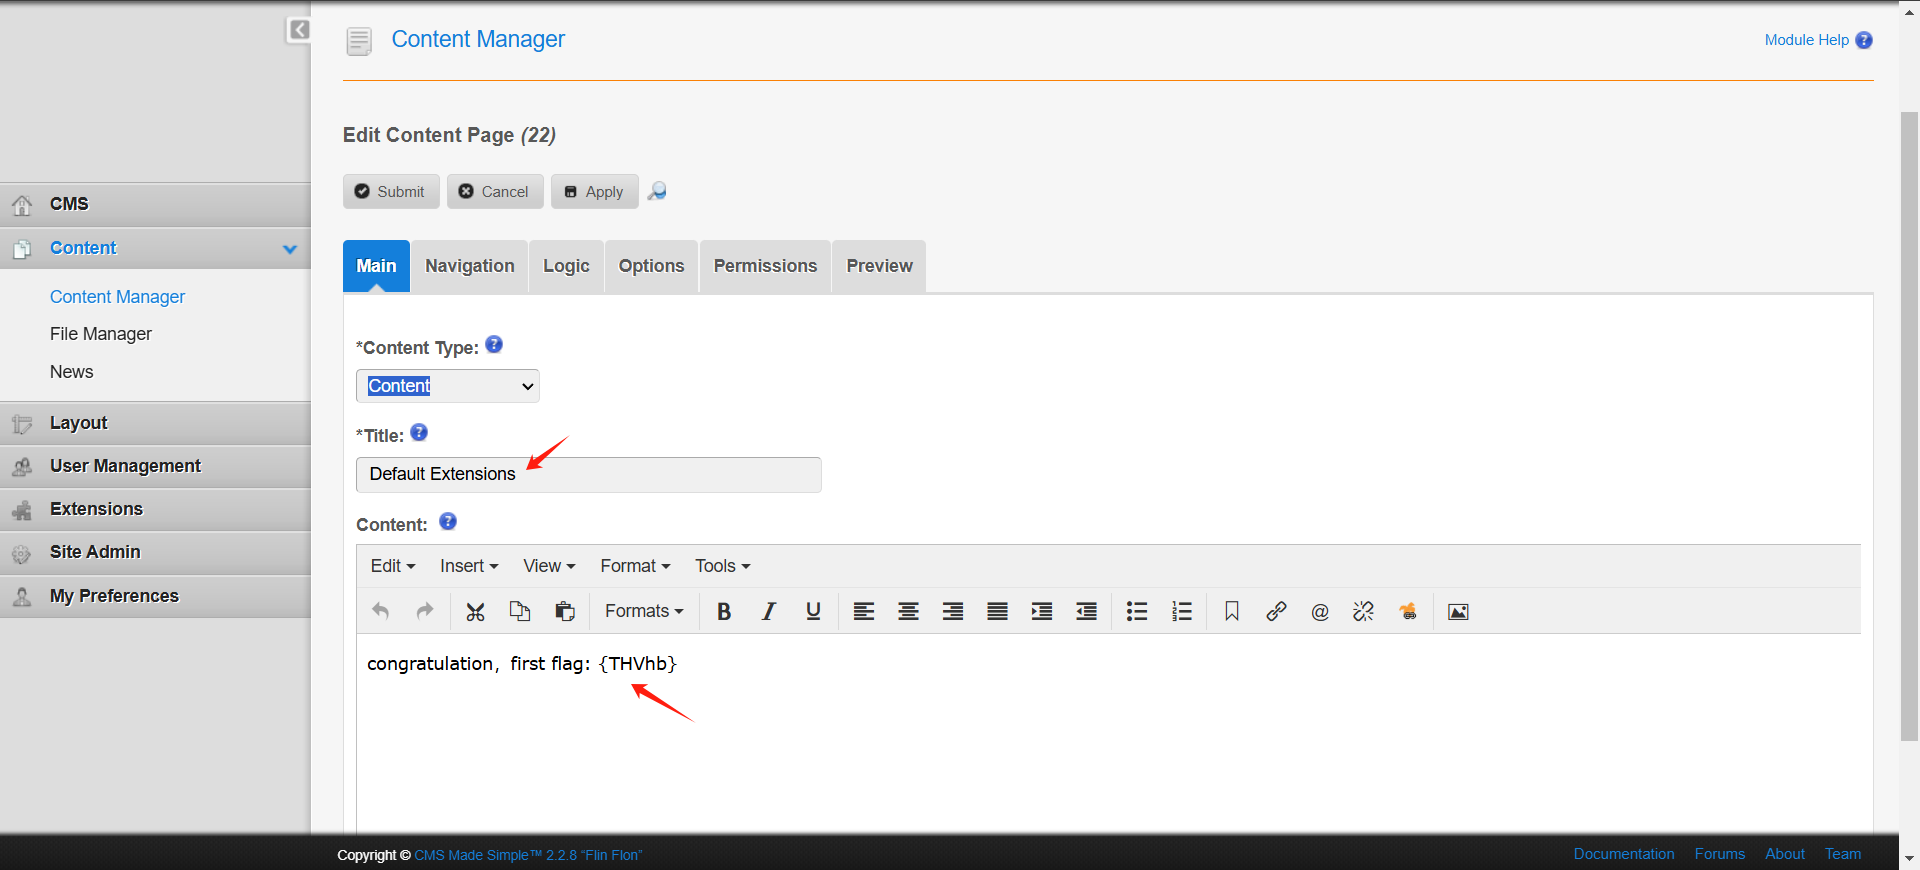 Content Manager
Module Help
Edit Content Page (22)
Submit
Cancel
Apply
CMS
Content
Content Manager
File Manager
News
Layout
User Management
Extensions
Site Admin
My Preferences
Main
Navigation
Logic
Options
Permissions
Preview
*Content Type:
Content
*Title:
Default Extensions
Content:
Edit
Insert
View
Format
Tools
Formats
congratulation，first flag: {THVhb}
Copyright © CMS Made Simple™ 2.2.8 “Flin Flon”
Documentation
Forums
About
Team